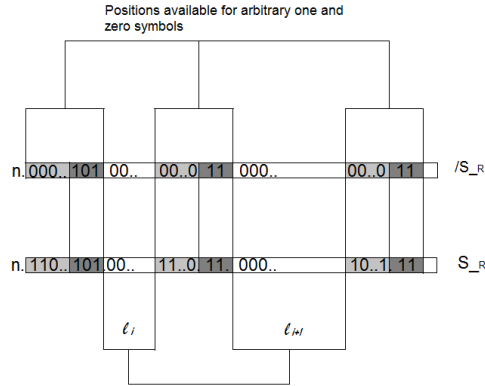 Positions available for arbitrary one and
zero symbols
n. 000.. 101 00.. 00..0 11 000.. 00..0 11 /S_R
n. 110.. 101.00.. 11..0. 11. 000.. 10..1. 11 S_R
ℓi ℓi+1